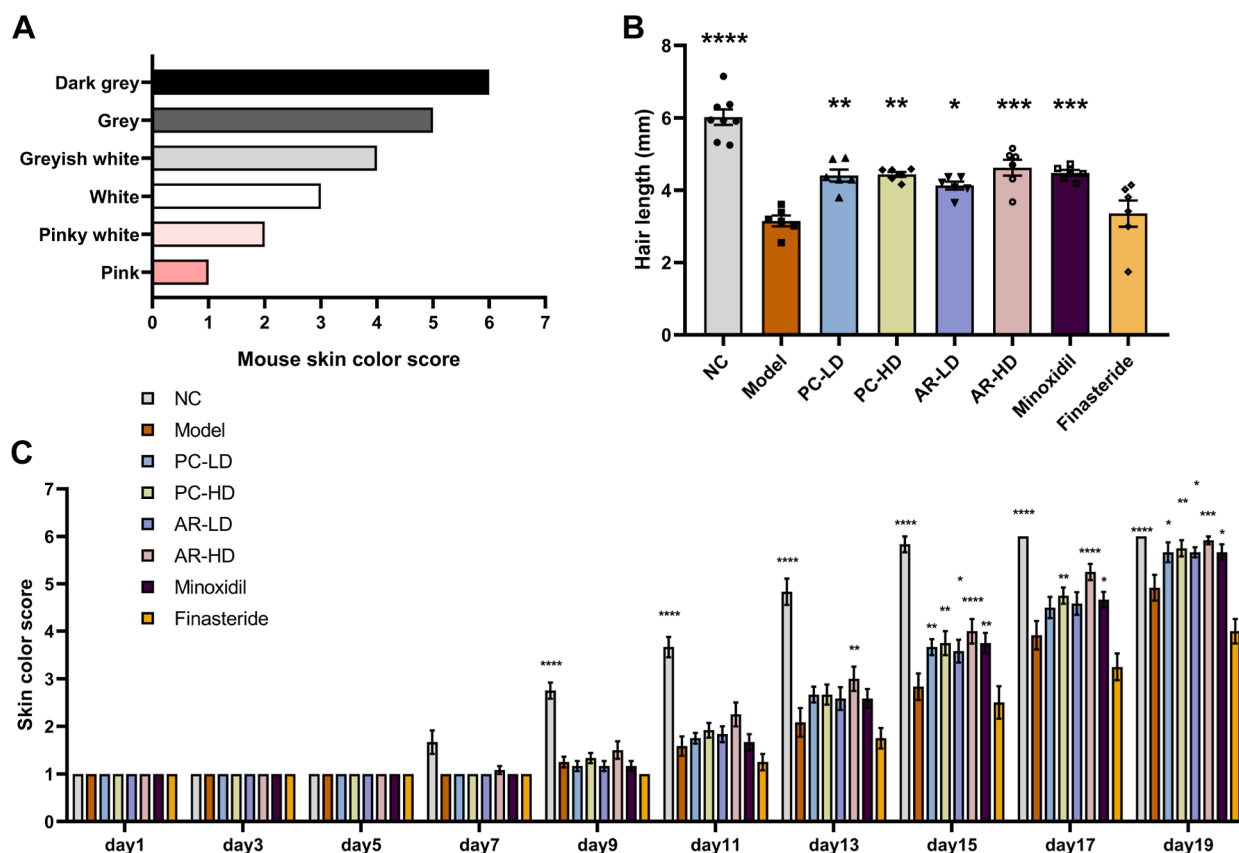 A
Dark grey
Grey
Greyish white
White
Pinky white
Pink
0 1 2 3 4 5 6 7
Mouse skin color score
B
Hair length (mm)
8
6
4
2
0
**** ** ** * *** ***
NC Model PC-LD PC-HD AR-LD AR-HD Minoxidil Finasteride
NC
Model
PC-LD
PC-HD
AR-LD
AR-HD
Minoxidil
Finasteride
C
Skin color score
7
6
5
4
3
2
1
0
****
****
****
**
****
** ** * **** **
****
** **** *
****
* ** * *** *
day1 day3 day5 day7 day9 day11 day13 day15 day17 day19